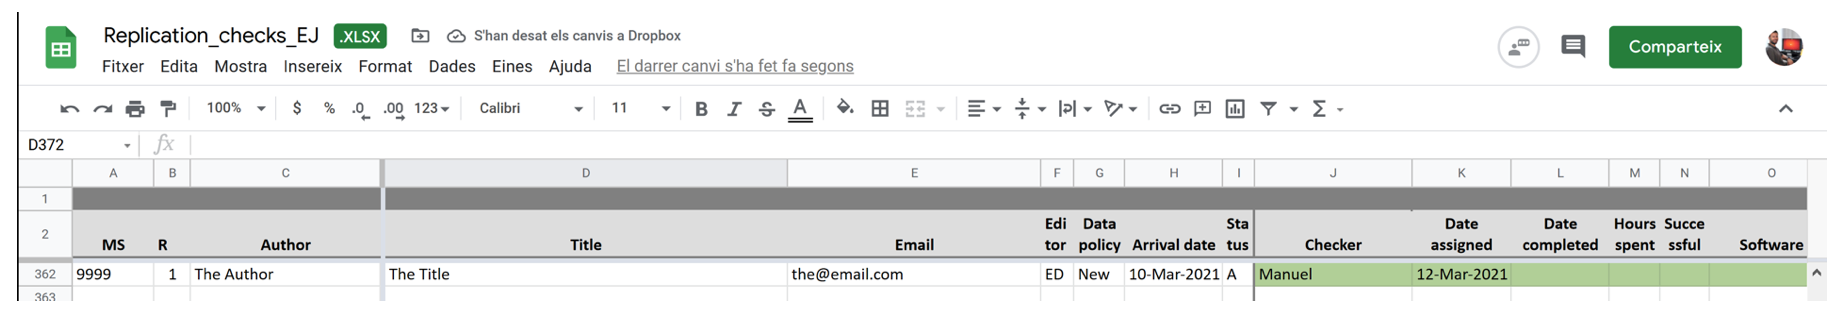 Replication_checks_EJ .XLSX S'han desat els canvis a Dropbox
Comparteix
Fitxer Edita Mostra Insereix Format Dades Eines Ajuda El darrer canvi s'ha fet fa segons
100% $ % .0 .00 123 Calibri 11 B I S A Σ
D372 fx
A B C D E F G H I J K L M N O
1
2 MS R Author Title Email Editor Data policy Arrival date Status Checker Date assigned Date completed Hours spent Successful Software
362 9999 1 The Author The Title the@email.com ED New 10-Mar-2021 A Manuel 12-Mar-2021
363